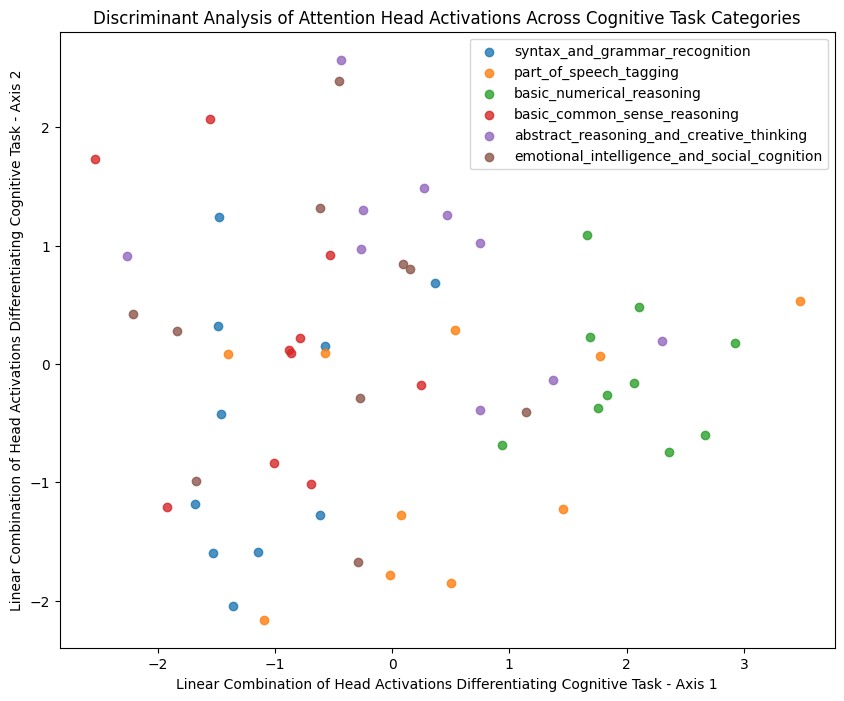 Discriminant Analysis of Attention Head Activations Across Cognitive Task Categories
syntax_and_grammar_recognition
part_of_speech_tagging
basic_numerical_reasoning
basic_common_sense_reasoning
abstract_reasoning_and_creative_thinking
emotional_intelligence_and_social_cognition
Linear Combination of Head Activations Differentiating Cognitive Task - Axis 2
2
1
0
−1
−2
−2 −1 0 1 2 3
Linear Combination of Head Activations Differentiating Cognitive Task - Axis 1